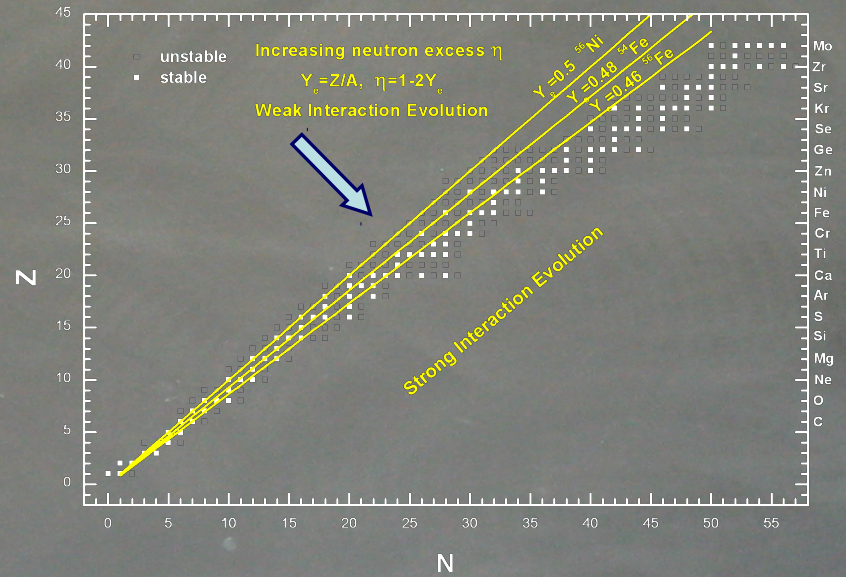 45
40
35
30
25
20
15
10
5
0
Z
unstable
stable
Increasing neutron excess η
Yₑ=Z/A, η=1-2Yₑ
Weak Interaction Evolution
Yₑ=0.5 ⁵⁶Ni
Yₑ=0.48 ⁵⁴Fe
Yₑ=0.46 ⁵⁶Fe
Strong Interaction Evolution
Mo
Zr
Sr
Kr
Se
Ge
Zn
Ni
Fe
Cr
Ti
Ca
Ar
S
Si
Mg
Ne
O
C
0 5 10 15 20 25 30 35 40 45 50 55
N